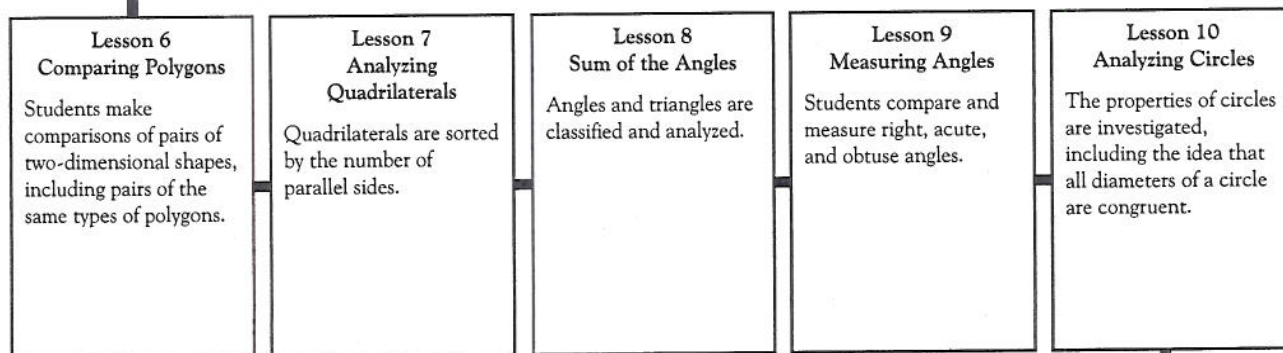 Lesson 6
Comparing Polygons
Students make
comparisons of pairs of
two-dimensional shapes,
including pairs of the
same types of polygons.
Lesson 7
Analyzing
Quadrilaterals
Quadrilaterals are sorted
by the number of
parallel sides.
Lesson 8
Sum of the Angles
Angles and triangles are
classified and analyzed.
Lesson 9
Measuring Angles
Students compare and
measure right, acute,
and obtuse angles.
Lesson 10
Analyzing Circles
The properties of circles
are investigated,
including the idea that
all diameters of a circle
are congruent.